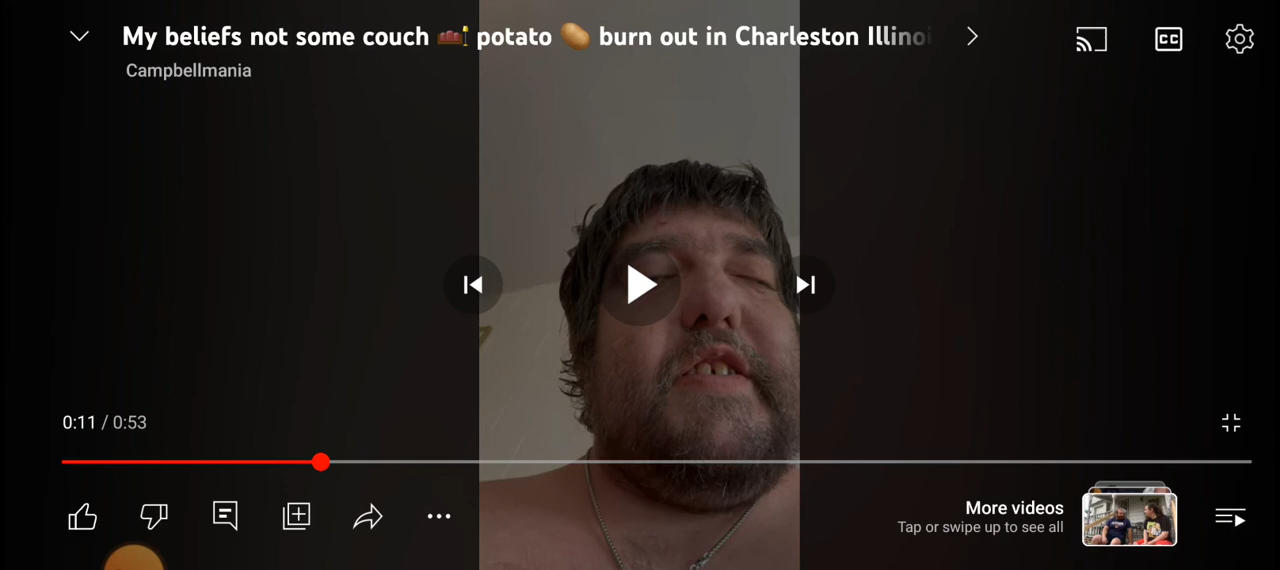 My beliefs not some couch 🛋️ potato 🥔 burn out in Charleston Illinoi
Campbellmania
CC
0:11 / 0:53
More videos
Tap or swipe up to see all